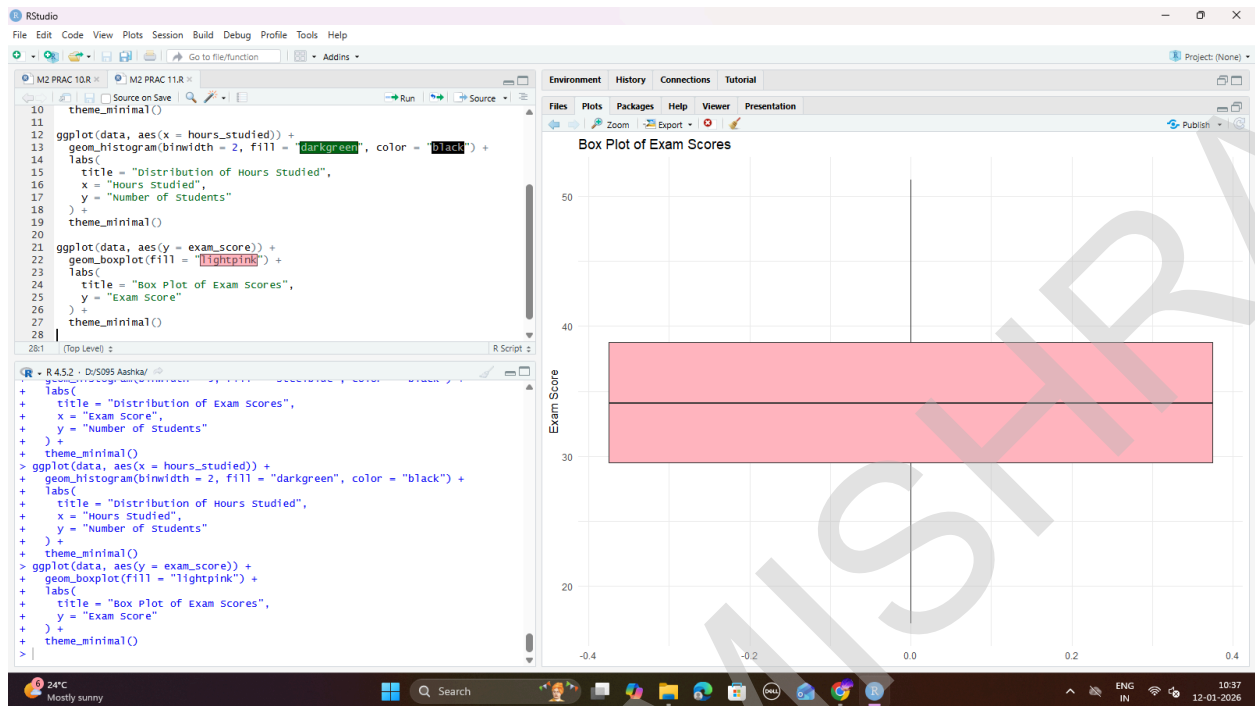 RStudio
File Edit Code View Plots Session Build Debug Profile Tools Help
Go to file/function Addins Project: (None)
M2 PRAC 10.R M2 PRAC 11.R
Source on Save Run Source
10 theme_minimal()
11
12 ggplot(data, aes(x = hours_studied)) +
13 geom_histogram(binwidth = 2, fill = "darkgreen", color = "black") +
14 labs(
15 title = "Distribution of Hours Studied",
16 x = "Hours Studied",
17 y = "Number of Students"
18 ) +
19 theme_minimal()
20
21 ggplot(data, aes(y = exam_score)) +
22 geom_boxplot(fill = "lightpink") +
23 labs(
24 title = "Box Plot of Exam Scores",
25 y = "Exam Score"
26 ) +
27 theme_minimal()
28
28:1 (Top Level) R Script
R 4.5.2 · D:/S095 Aashka/
+ labs(
+ title = "Distribution of Exam Scores",
+ x = "Exam Score",
+ y = "Number of Students"
+ ) +
+ theme_minimal()
> ggplot(data, aes(x = hours_studied)) +
+ geom_histogram(binwidth = 2, fill = "darkgreen", color = "black") +
+ labs(
+ title = "Distribution of Hours Studied",
+ x = "Hours Studied",
+ y = "Number of Students"
+ ) +
+ theme_minimal()
> ggplot(data, aes(y = exam_score)) +
+ geom_boxplot(fill = "lightpink") +
+ labs(
+ title = "Box Plot of Exam Scores",
+ y = "Exam Score"
+ ) +
+ theme_minimal()
>
Environment History Connections Tutorial
Files Plots Packages Help Viewer Presentation
Zoom Export Publish
Box Plot of Exam Scores
50
40
30
20
Exam Score
-0.4 -0.2 0.0 0.2 0.4
MISHRA
6
24°C
Mostly sunny
Search
DELL
ENG
IN
10:37
12-01-2026